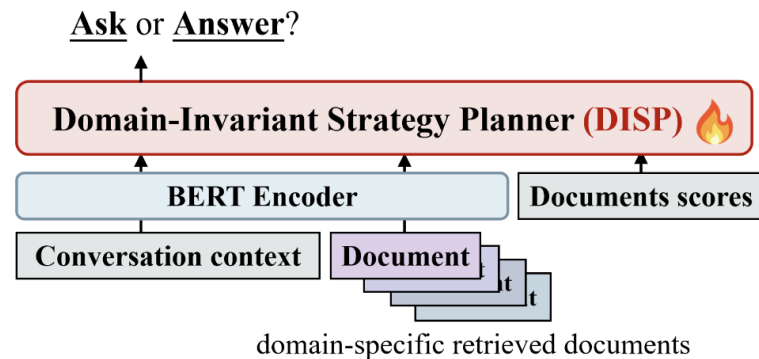 Ask or Answer?
Domain-Invariant Strategy Planner (DISP)
BERT Encoder
Documents scores
Conversation context
Document
domain-specific retrieved documents